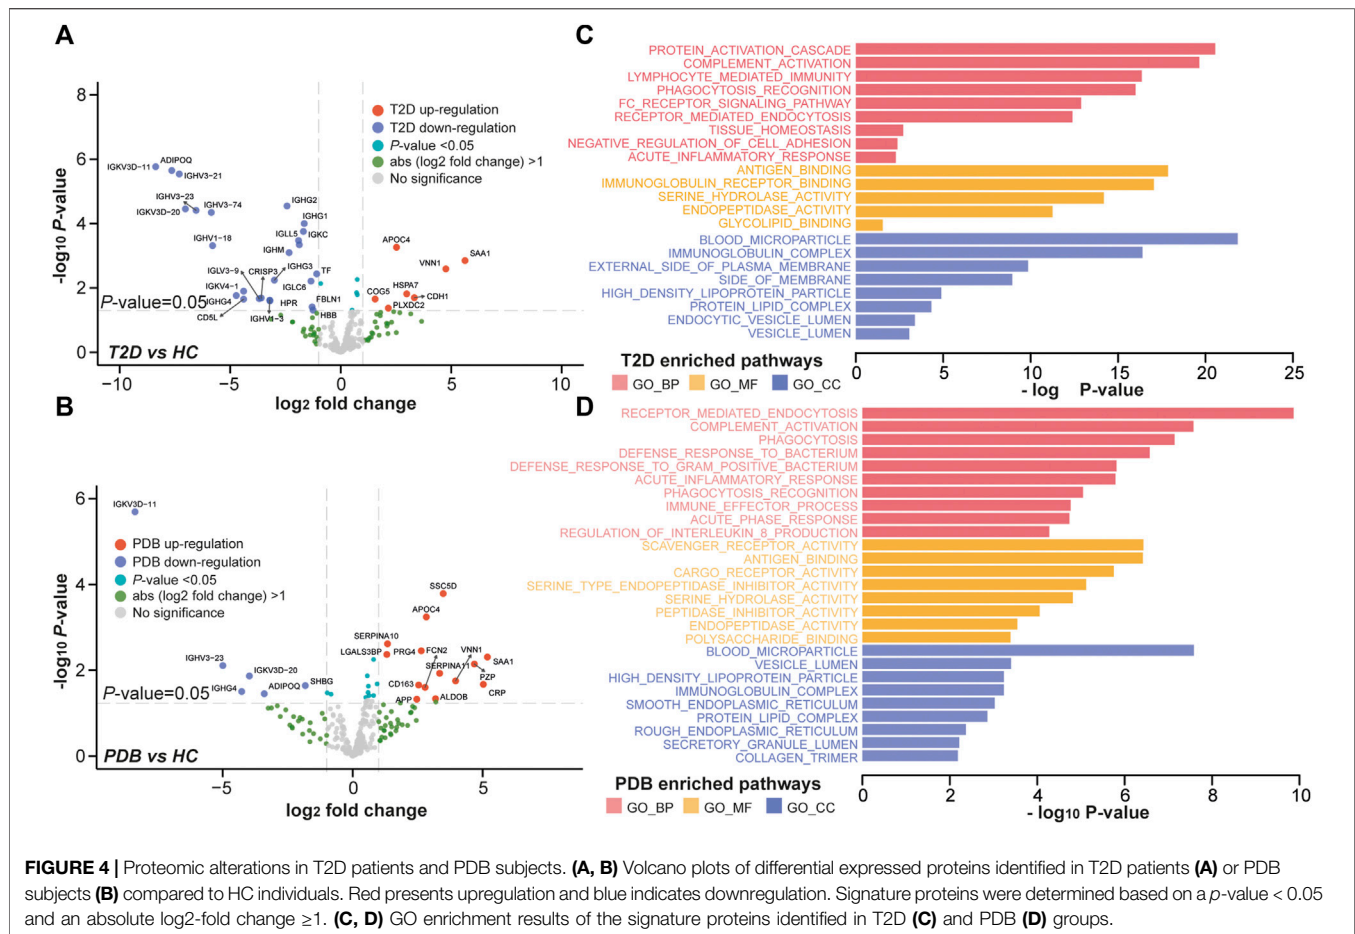 A
8
6
4
2
0
-log10 P-value
T2D up-regulation
T2D down-regulation
P-value <0.05
abs (log2 fold change) >1
No significance
IGKV3D-11
ADIPOQ
IGHV3-21
IGHV3-23
IGKV3D-20
IGHV3-74
IGHV1-18
IGHG2
IGHG1
IGLL5
IGKC
IGHM
IGHG3
TF
IGLV3-9
CRISP3
IGLC6
IGKV4-1
IGHG4
CD5L
HPR
IGHV4-3
FBLN1
HBB
APOC4
VNN1
SAA1
COG5
HSPA7
CDH1
PLXDC2
P-value=0.05
T2D vs HC
-10
-5
0
5
10
log2 fold change
B
6
4
2
0
-log10 P-value
IGKV3D-11
PDB up-regulation
PDB down-regulation
P-value <0.05
abs (log2 fold change) >1
No significance
SSC5D
APOC4
SERPINA10
LGALS3BP
PRG4
FCN2
VNN1
SERPINA11
SAA1
PZP
CRP
CD163
APP
ALDOB
IGHV3-23
IGKV3D-20
IGHG4
ADIPOQ
SHBG
P-value=0.05
PDB vs HC
-5
0
5
log2 fold change
C
PROTEIN_ACTIVATION_CASCADE
COMPLEMENT_ACTIVATION
LYMPHOCYTE_MEDIATED_IMMUNITY
PHAGOCYTOSIS_RECOGNITION
FC_RECEPTOR_SIGNALING_PATHWAY
RECEPTOR_MEDIATED_ENDOCYTOSIS
TISSUE_HOMEOSTASIS
NEGATIVE_REGULATION_OF_CELL_ADHESION
ACUTE_INFLAMMATORY_RESPONSE
ANTIGEN_BINDING
IMMUNOGLOBULIN_RECEPTOR_BINDING
SERINE_HYDROLASE_ACTIVITY
ENDOPEPTIDASE_ACTIVITY
GLYCOLIPID_BINDING
BLOOD_MICROPARTICLE
IMMUNOGLOBULIN_COMPLEX
EXTERNAL_SIDE_OF_PLASMA_MEMBRANE
SIDE_OF_MEMBRANE
HIGH_DENSITY_LIPOPROTEIN_PARTICLE
PROTEIN_LIPID_COMPLEX
ENDOCYTIC_VESICLE_LUMEN
VESICLE_LUMEN
0
5
10
15
20
25
- log P-value
T2D enriched pathways
GO_BP
GO_MF
GO_CC
D
RECEPTOR_MEDIATED_ENDOCYTOSIS
COMPLEMENT_ACTIVATION
PHAGOCYTOSIS
DEFENSE_RESPONSE_TO_BACTERIUM
DEFENSE_RESPONSE_TO_GRAM_POSITIVE_BACTERIUM
ACUTE_INFLAMMATORY_RESPONSE
PHAGOCYTOSIS_RECOGNITION
IMMUNE_EFFECTOR_PROCESS
ACUTE_PHASE_RESPONSE
REGULATION_OF_INTERLEUKIN_8_PRODUCTION
SCAVENGER_RECEPTOR_ACTIVITY
ANTIGEN_BINDING
CARGO_RECEPTOR_ACTIVITY
SERINE_TYPE_ENDOPEPTIDASE_INHIBITOR_ACTIVITY
SERINE_HYDROLASE_ACTIVITY
PEPTIDASE_INHIBITOR_ACTIVITY
ENDOPEPTIDASE_ACTIVITY
POLYSACCHARIDE_BINDING
BLOOD_MICROPARTICLE
VESICLE_LUMEN
HIGH_DENSITY_LIPOPROTEIN_PARTICLE
IMMUNOGLOBULIN_COMPLEX
SMOOTH_ENDOPLASMIC_RETICULUM
PROTEIN_LIPID_COMPLEX
ROUGH_ENDOPLASMIC_RETICULUM
SECRETORY_GRANULE_LUMEN
COLLAGEN_TRIMER
0
2
4
6
8
10
- log10 P-value
PDB enriched pathways
GO_BP
GO_MF
GO_CC
FIGURE 4 | Proteomic alterations in T2D patients and PDB subjects. (A, B) Volcano plots of differential expressed proteins identified in T2D patients (A) or PDB
subjects (B) compared to HC individuals. Red presents upregulation and blue indicates downregulation. Signature proteins were determined based on a p-value < 0.05
and an absolute log2-fold change ≥1. (C, D) GO enrichment results of the signature proteins identified in T2D (C) and PDB (D) groups.